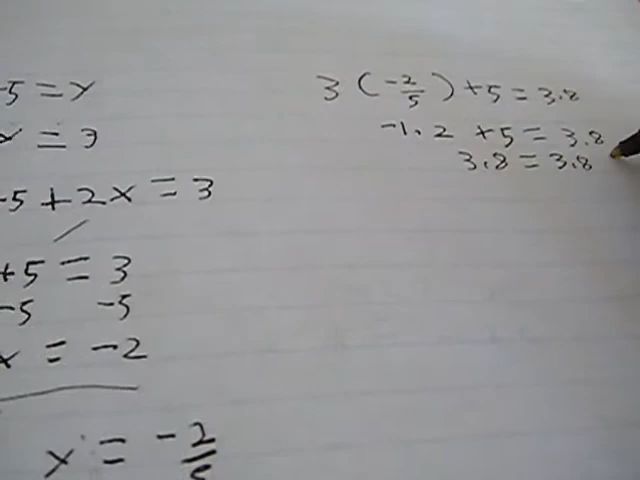 +5 = y
x = 3
+5 + 2x = 3
+5 = 3
-5 -5
x = -2
x = -2/5
3 (-2/5) + 5 = 3.8
-1.2 + 5 = 3.8
3.8 = 3.8